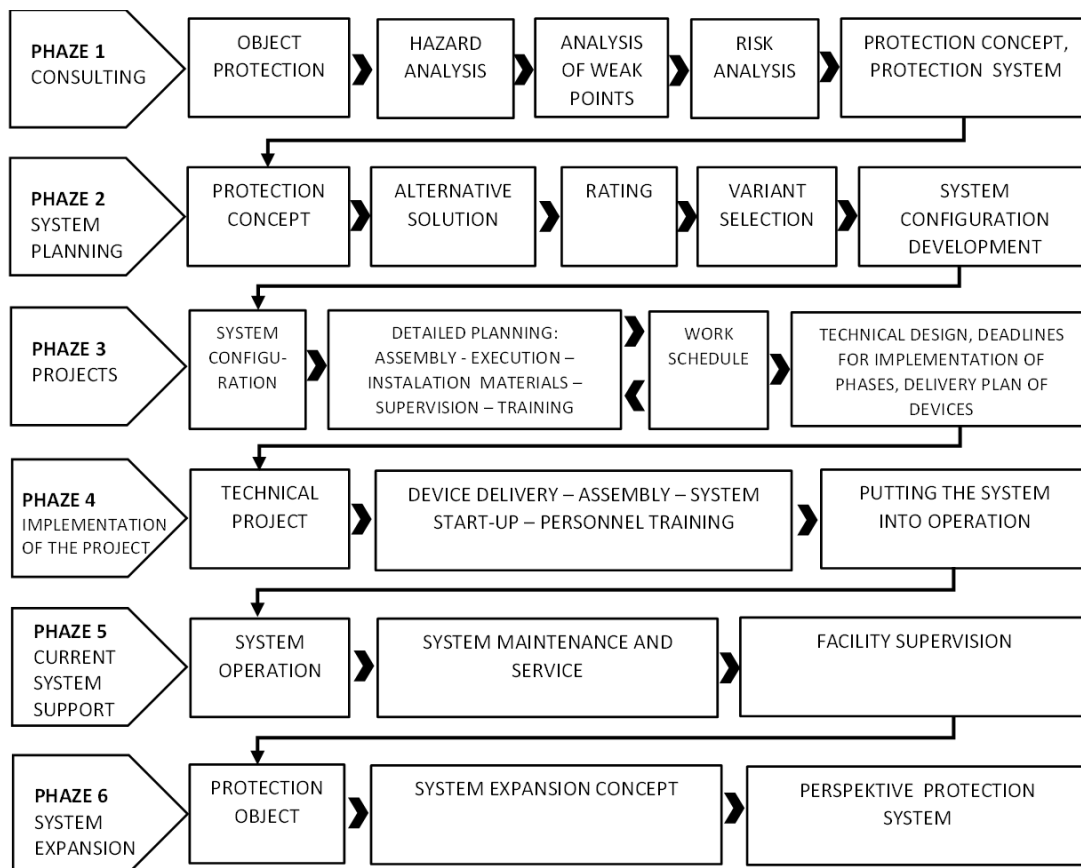 PHAZE 1
CONSULTING
OBJECT
PROTECTION
HAZARD
ANALYSIS
ANALYSIS
OF WEAK
POINTS
RISK
ANALYSIS
PROTECTION CONCEPT,
PROTECTION SYSTEM
PHAZE 2
SYSTEM
PLANNING
PROTECTION
CONCEPT
ALTERNATIVE
SOLUTION
RATING
VARIANT
SELECTION
SYSTEM
CONFIGURATION
DEVELOPMENT
PHAZE 3
PROJECTS
SYSTEM
CONFIGU-
RATION
DETAILED PLANNING:
ASSEMBLY - EXECUTION –
INSTALATION MATERIALS –
SUPERVISION – TRAINING
WORK
SCHEDULE
TECHNICAL DESIGN, DEADLINES
FOR IMPLEMENTATION OF
PHASES, DELIVERY PLAN OF
DEVICES
PHAZE 4
IMPLEMENTATION
OF THE PROJECT
TECHNICAL
PROJECT
DEVICE DELIVERY – ASSEMBLY – SYSTEM
START-UP – PERSONNEL TRAINING
PUTTING THE SYSTEM
INTO OPERATION
PHAZE 5
CURRENT
SYSTEM
SUPPORT
SYSTEM
OPERATION
SYSTEM MAINTENANCE AND
SERVICE
FACILITY SUPERVISION
PHAZE 6
SYSTEM
EXPANSION
PROTECTION
OBJECT
SYSTEM EXPANSION CONCEPT
PERSPEKTIVE PROTECTION
SYSTEM